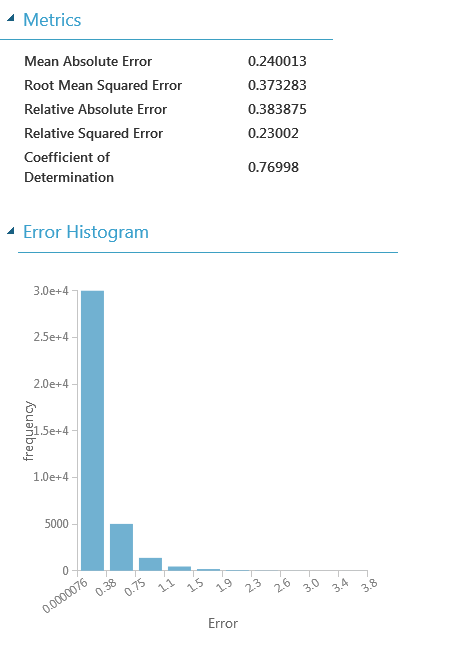 Metrics
Mean Absolute Error 0.240013
Root Mean Squared Error 0.373283
Relative Absolute Error 0.383875
Relative Squared Error 0.23002
Coefficient of
Determination 0.76998
Error Histogram
3.0e+4
2.5e+4
2.0e+4
1.5e+4
1.0e+4
5000
0
frequency
0.0000076 0.38 0.75 1.1 1.5 1.9 2.3 2.6 3.0 3.4 3.8
Error